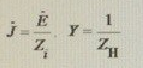 J̇ = Ė / Z_i . Y = 1 / Z_H